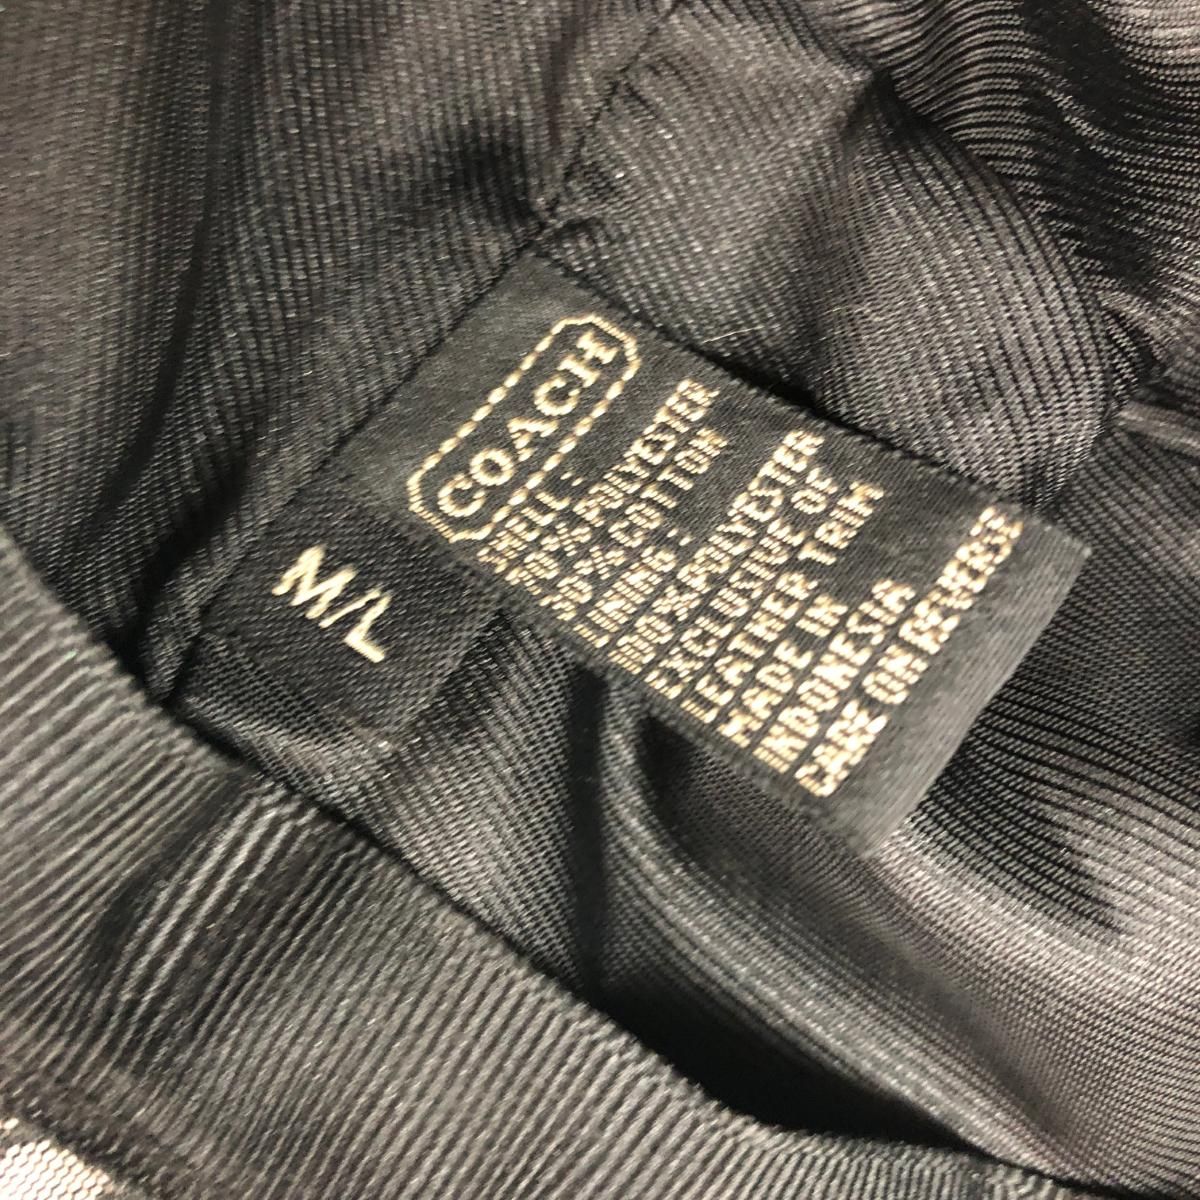 COACH
SHELL:
POLYESTER
COTTON
LINING:
100% POLYESTER
EXCLUSIVE OF
LEATHER TRIM
MADE IN
INDONESIA
CARE ON REVERSE
M/L